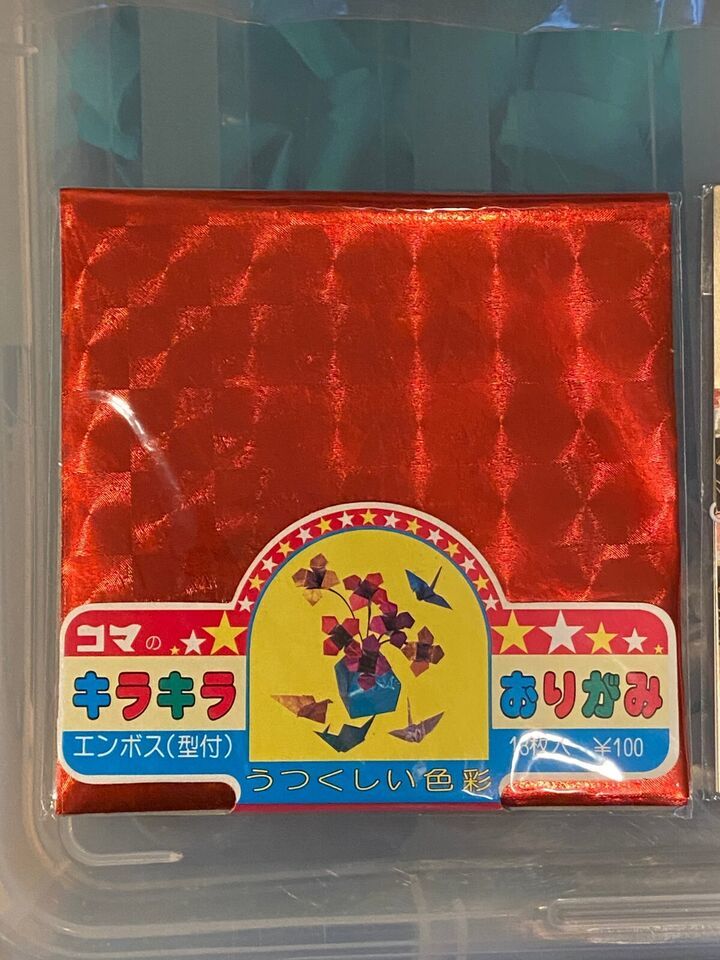 コマの
キラキラ おりがみ
エンボス(型付)
枚入 ¥100
うつくしい色彩